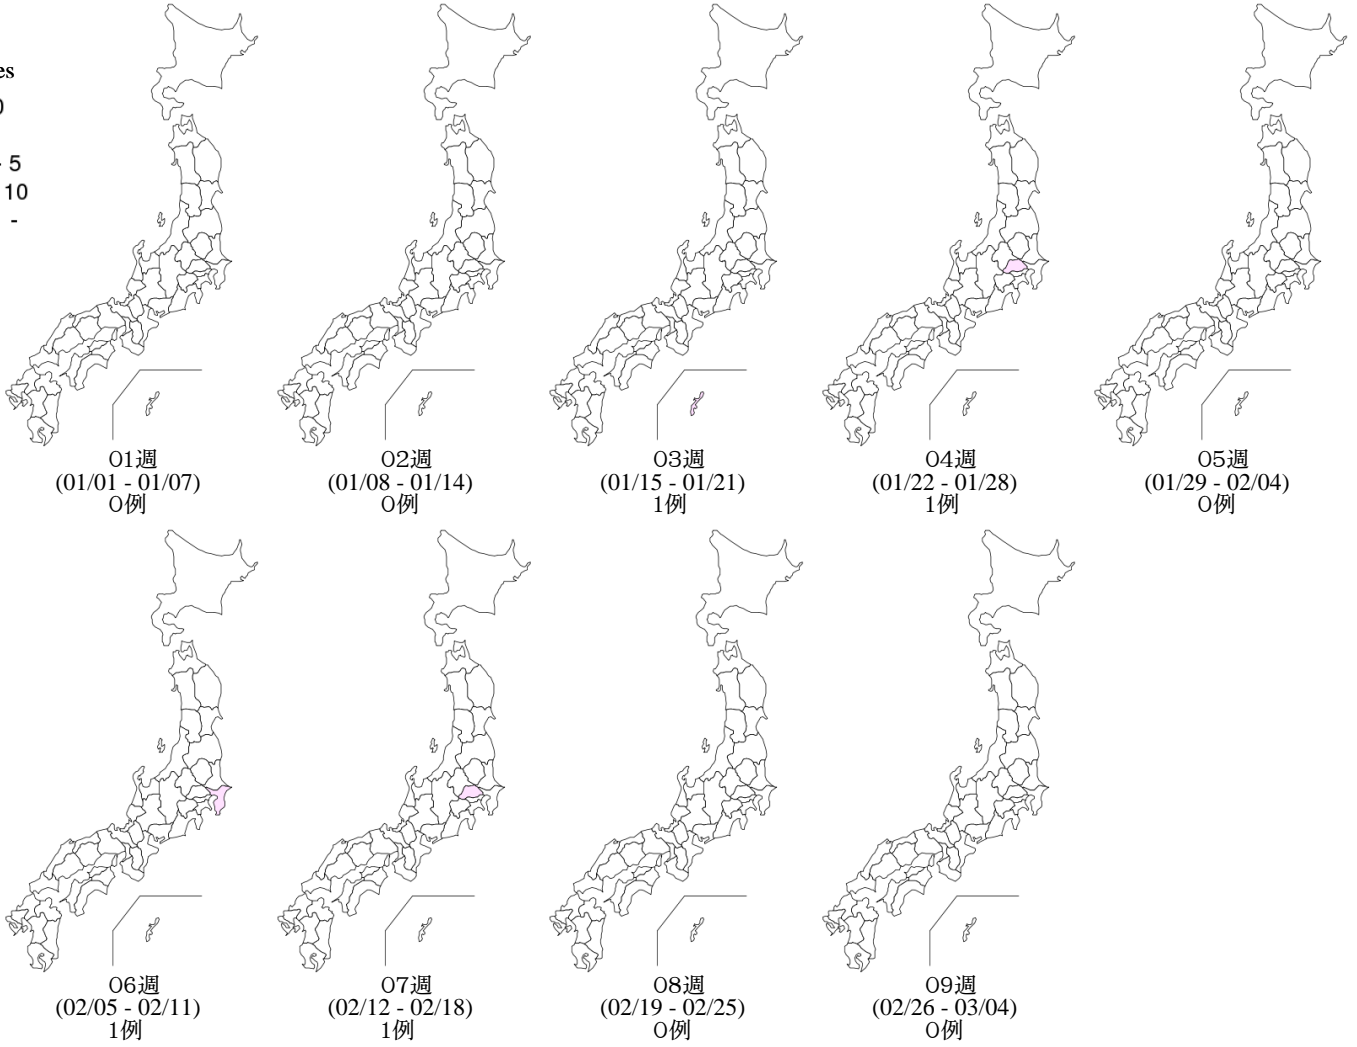 es
0
- 5
10
-
01週
(01/01 - 01/07)
0例
02週
(01/08 - 01/14)
0例
03週
(01/15 - 01/21)
1例
04週
(01/22 - 01/28)
1例
05週
(01/29 - 02/04)
0例
06週
(02/05 - 02/11)
1例
07週
(02/12 - 02/18)
1例
08週
(02/19 - 02/25)
0例
09週
(02/26 - 03/04)
0例